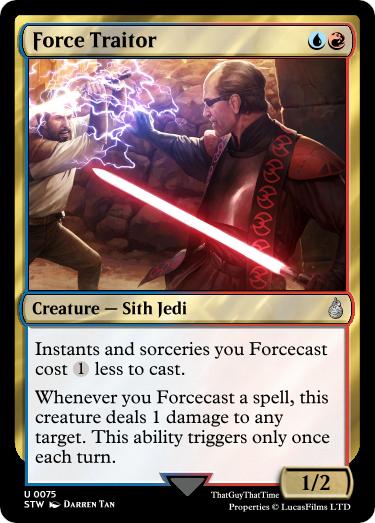 Force Traitor
Creature — Sith Jedi
Instants and sorceries you Forcecast
cost 1 less to cast.
Whenever you Forcecast a spell, this
creature deals 1 damage to any
target. This ability triggers only once
each turn.
1/2
U 0075
STW Darren Tan
ThatGuyThatTime
Properties © LucasFilms LTD